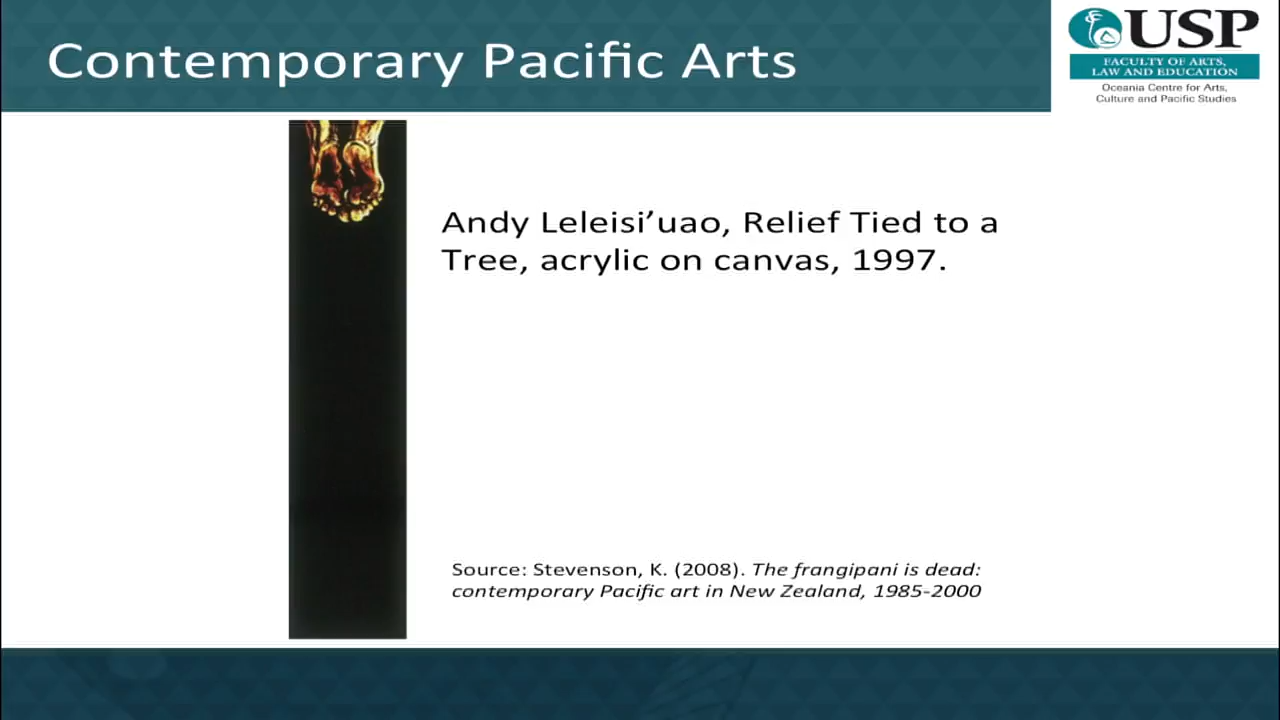 Contemporary Pacific Arts
USP
FACULTY OF ARTS,
LAW AND EDUCATION
Oceania Centre for Arts,
Culture and Pacific Studies
Andy Leleisi’uao, Relief Tied to a
Tree, acrylic on canvas, 1997.
Source: Stevenson, K. (2008). The frangipani is dead:
contemporary Pacific art in New Zealand, 1985-2000